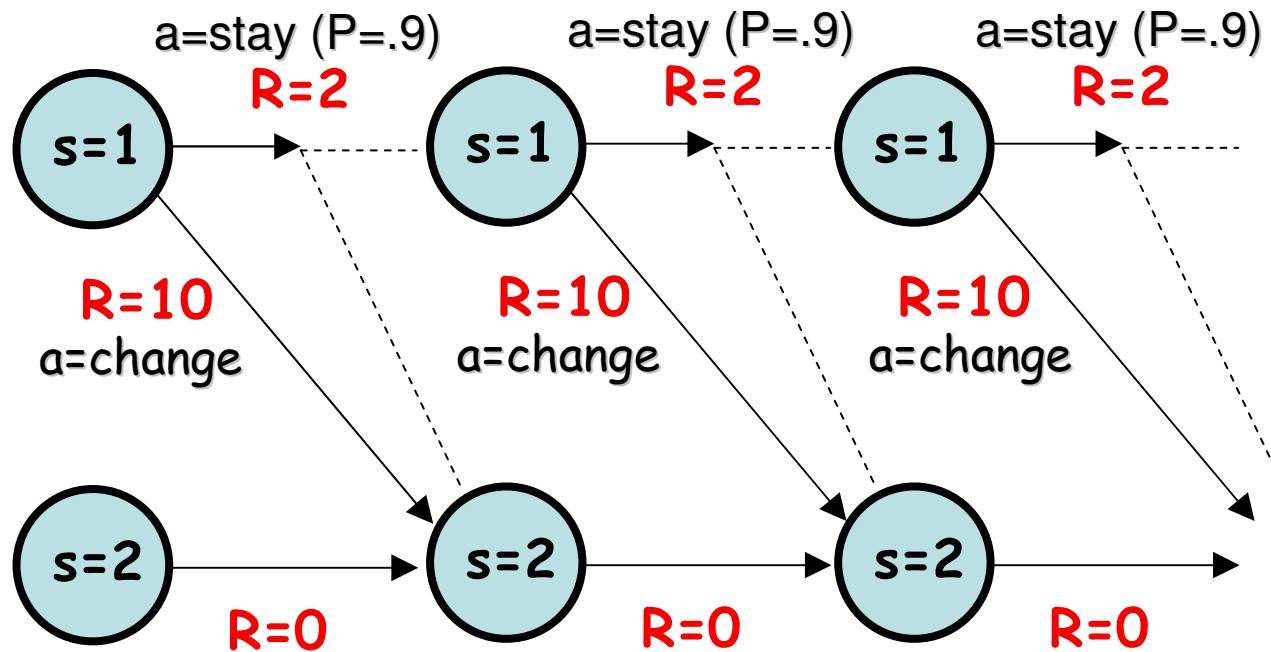 a=stay (P=.9)
a=stay (P=.9)
a=stay (P=.9)
R=2
R=2
R=2
s=1
s=1
s=1
R=10
R=10
R=10
a=change
a=change
a=change
s=2
s=2
s=2
R=0
R=0
R=0